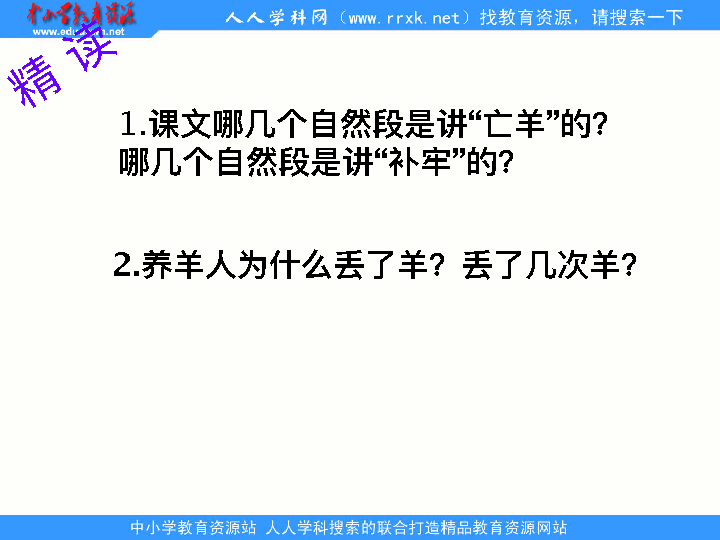 中小学教育资源
www.edudown.net
人人学科网（www.rrxk.net）找教育资源，请搜索一下
精读
1.课文哪几个自然段是讲“亡羊”的？
哪几个自然段是讲“补牢”的？
2.养羊人为什么丢了羊？丢了几次羊？
中小学教育资源站 人人学科搜索的联合打造精品教育资源网站